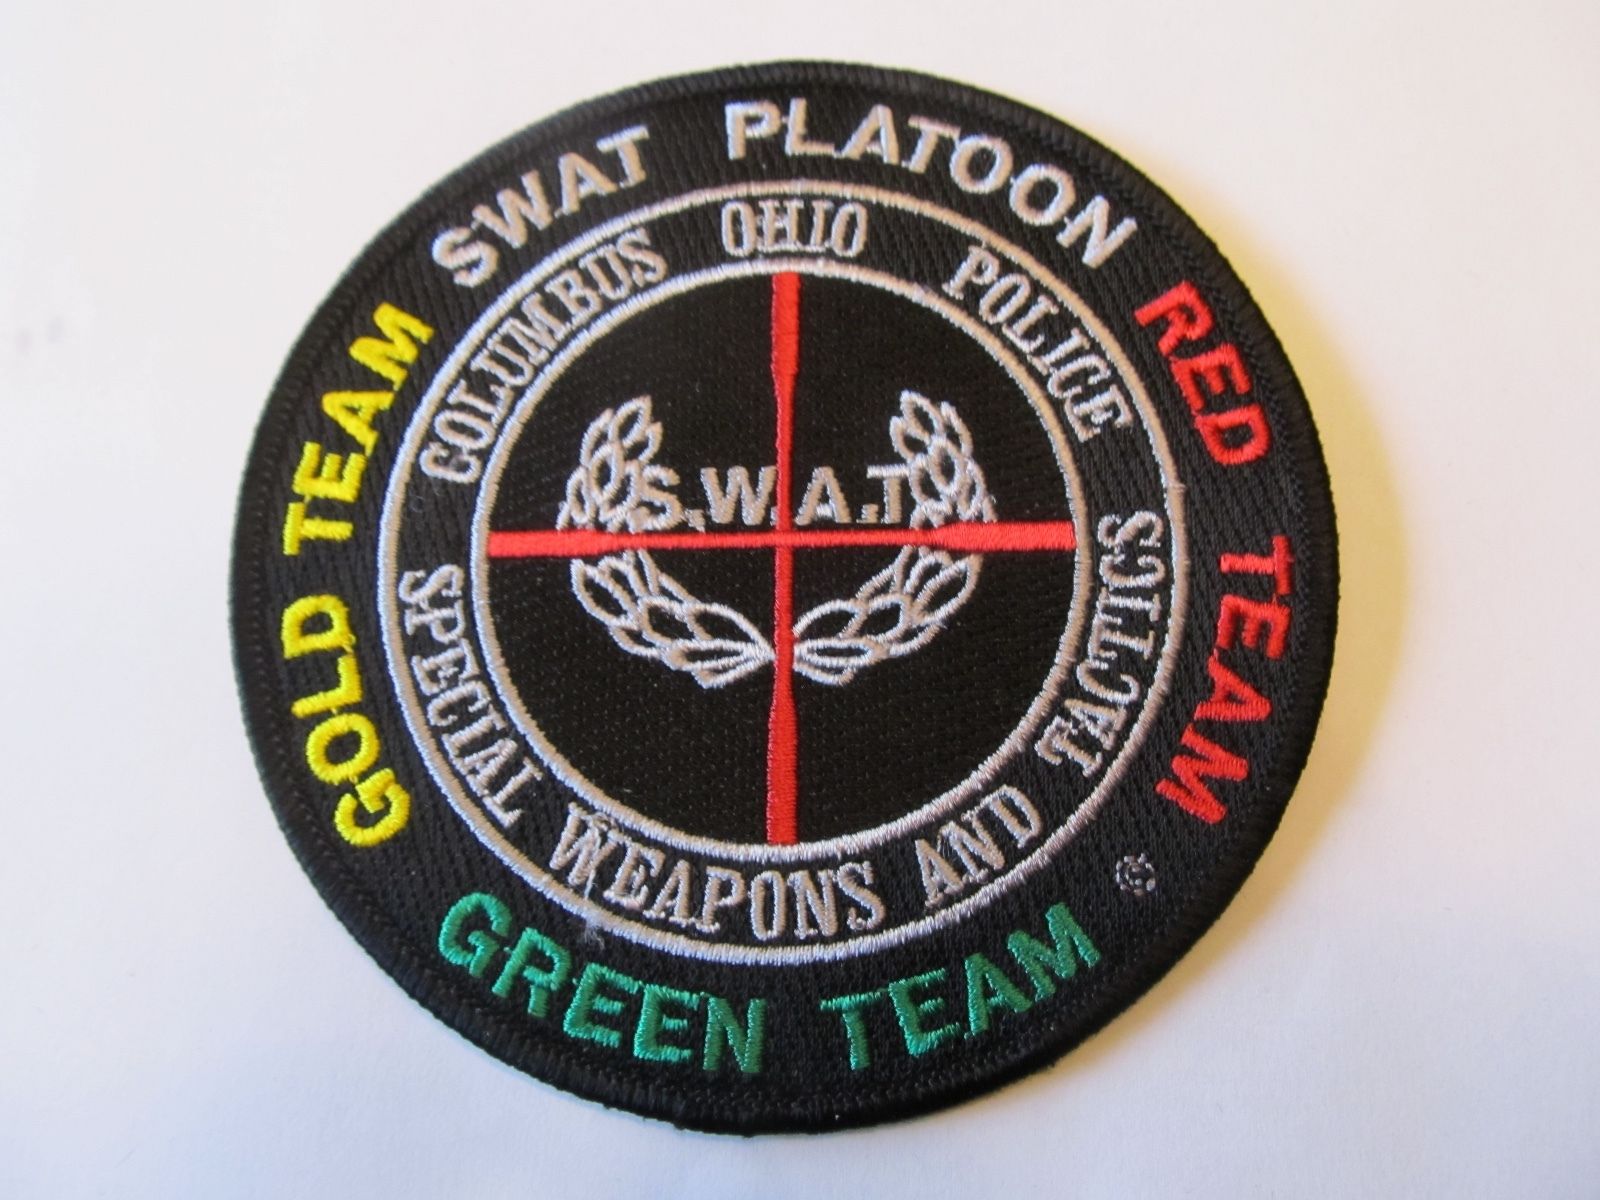 SWAT PLATOON
RED TEAM
GREEN TEAM
GOLD TEAM
COLUMBUS OHIO POLICE
SPECIAL WEAPONS AND TACTICS
S.W.A.T